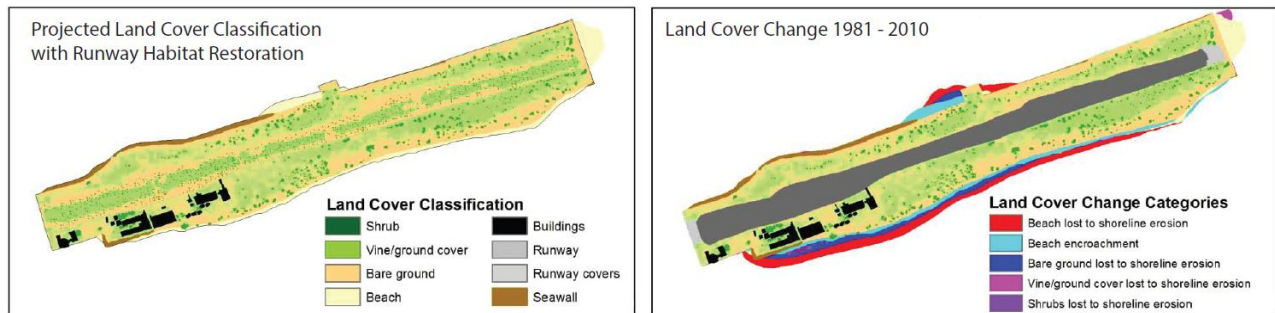 Projected Land Cover Classification
with Runway Habitat Restoration
Land Cover Classification
Shrub
Vine/ground cover
Bare ground
Beach
Buildings
Runway
Runway covers
Seawall
Land Cover Change 1981 - 2010
Land Cover Change Categories
Beach lost to shoreline erosion
Beach encroachment
Bare ground lost to shoreline erosion
Vine/ground cover lost to shoreline erosion
Shrubs lost to shoreline erosion